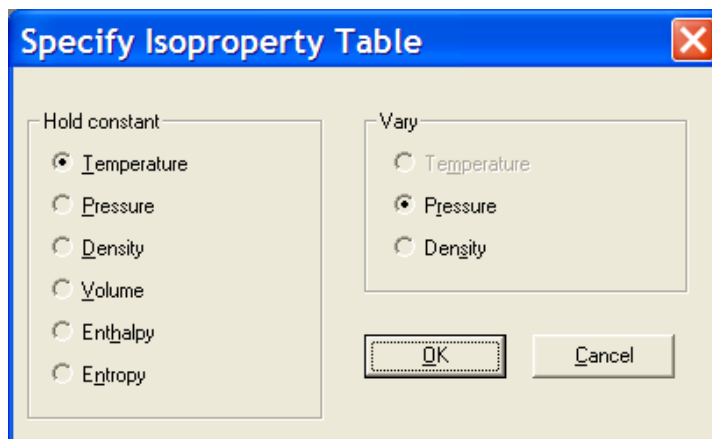 Specify Isoproperty Table
Hold constant
Temperature
Pressure
Density
Volume
Enthalpy
Entropy
Vary
Temperature
Pressure
Density
OK
Cancel